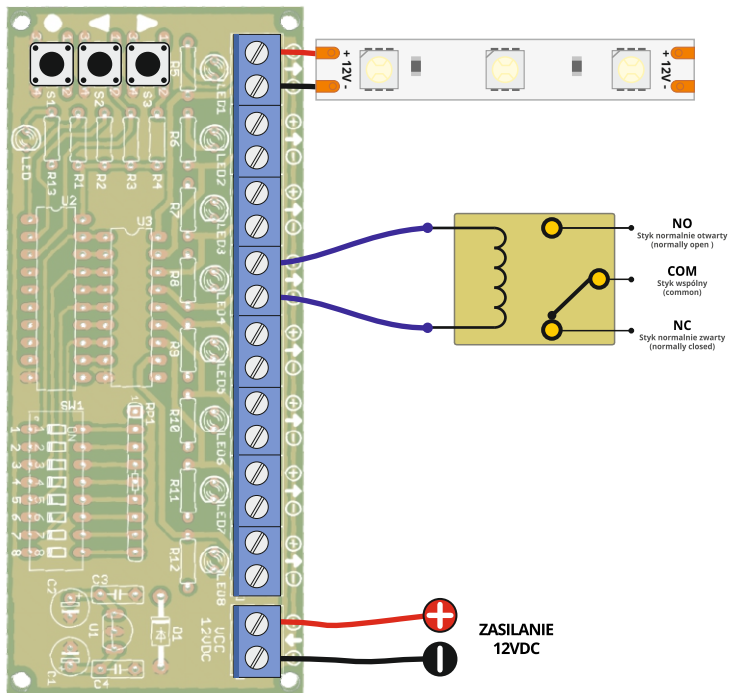 S1
S2
S3
R5
LED1
+
12V
-
+
12V
-
LED
R13
R1
R2
R3
R4
R6
LED2
U2
U3
R7
LED3
R8
LED4
R9
LED5
SW1
ON
RP1
1
2
3
4
5
6
7
8
R10
LED6
R11
LED7
R12
LED8
C2
C3
U1
D1
C1
C4
VCC
12VDC
NO
Styk normalnie otwarty
(normally open )
COM
Styk wspólny
(common)
NC
Styk normalnie zwarty
(normally closed)
ZASILANIE
12VDC